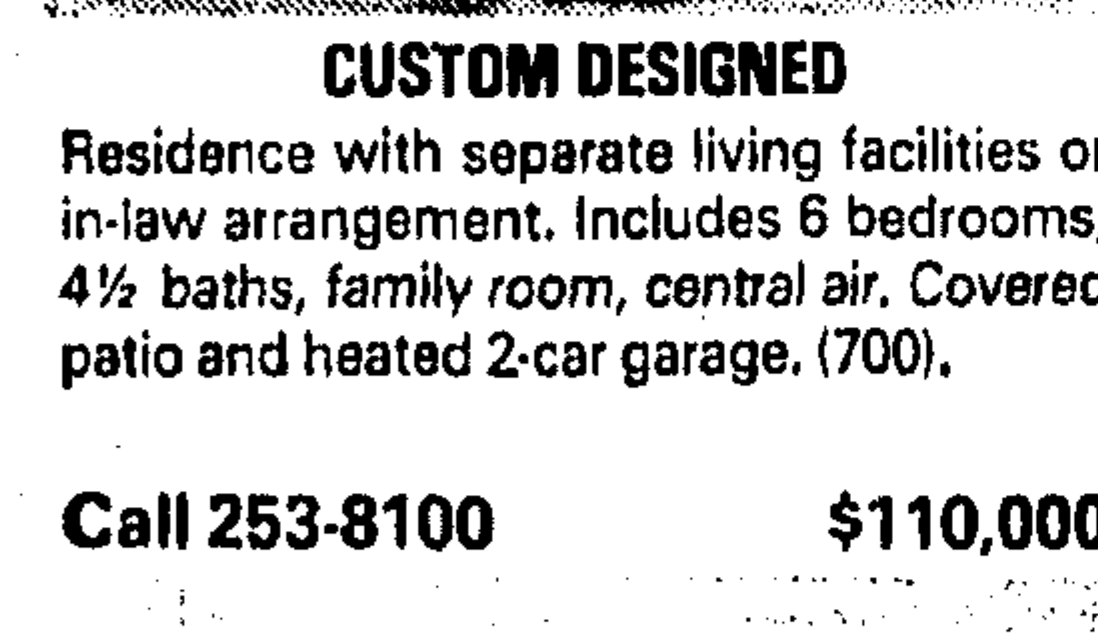 CUSTOM DESIGNED
Residence with separate living facilities or
in-law arrangement. Includes 6 bedrooms,
4½ baths, family room, central air. Covered
patio and heated 2-car garage. (700).
Call 253-8100 $110,000